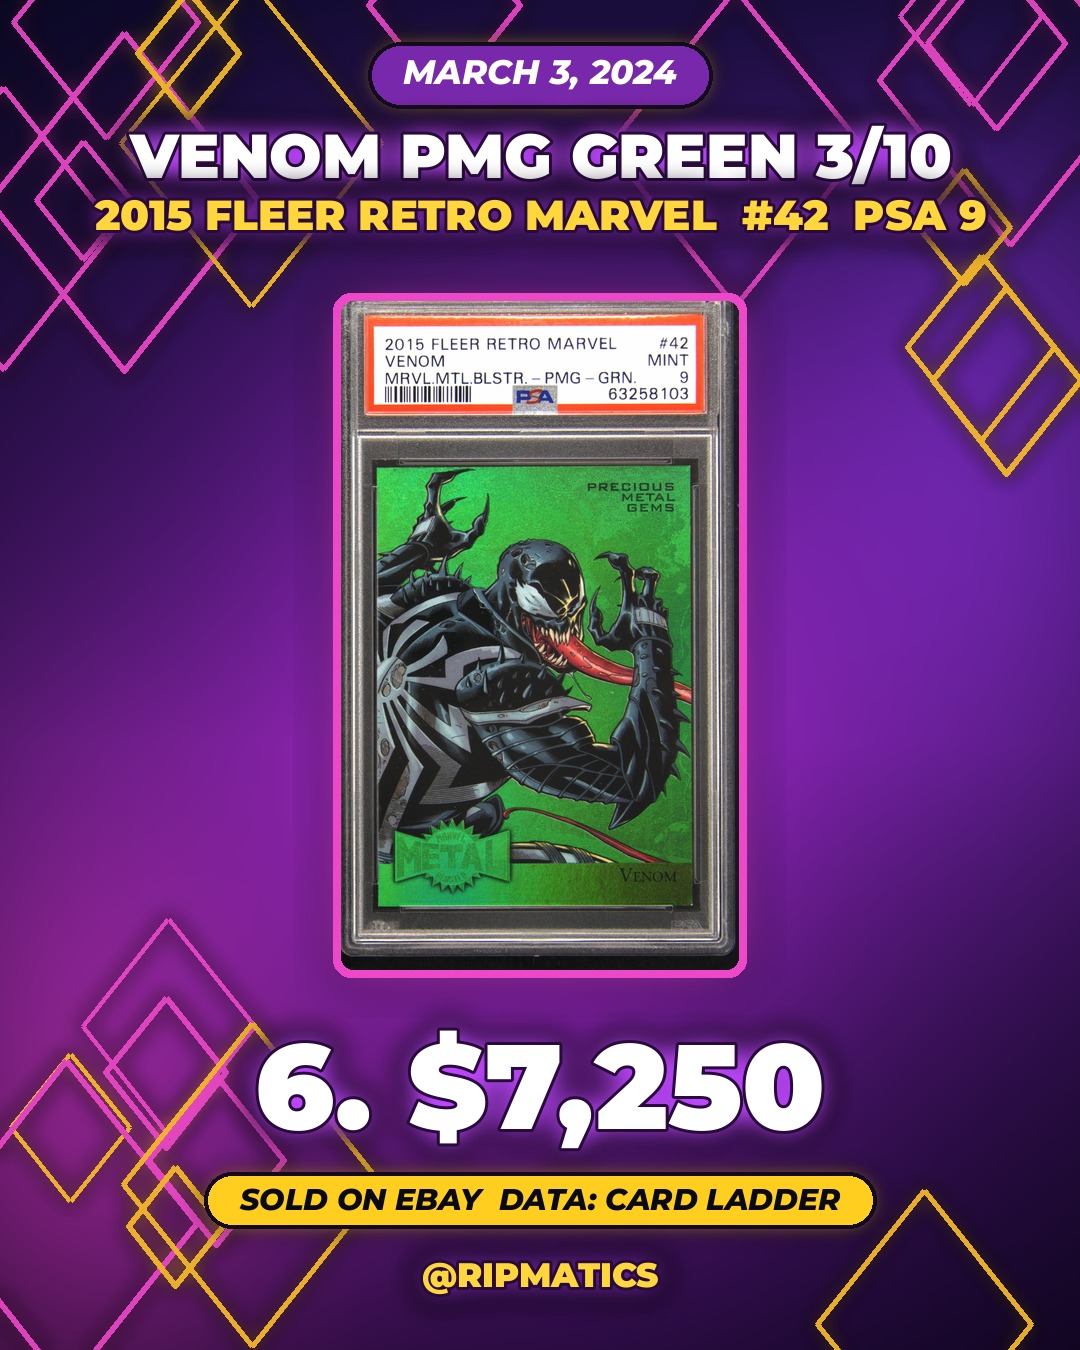 MARCH 3, 2024
VENOM PMG GREEN 3/10
2015 FLEER RETRO MARVEL #42 PSA 9
2015 FLEER RETRO MARVEL #42
VENOM MINT
MRVL.MTL.BLSTR. – PMG – GRN. 9
PSA 63258103
PRECIOUS
METAL
GEMS
MARVEL
METAL
VENOM
6. $7,250
SOLD ON EBAY DATA: CARD LADDER
@RIPMATICS